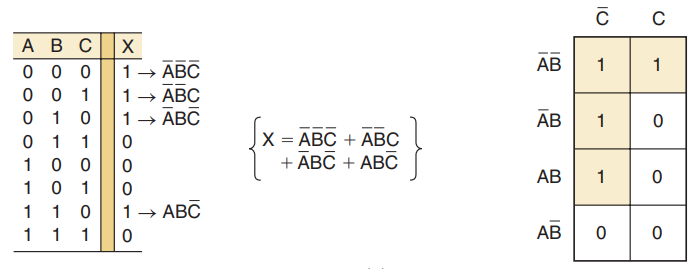 A B C X
0 0 0 1 → A̅B̅C̅
0 0 1 1 → A̅B̅C
0 1 0 1 → A̅BC̅
0 1 1 0
1 0 0 0
1 0 1 0
1 1 0 1 → ABC̅
1 1 1 0
{ X = A̅B̅C̅ + A̅B̅C
+ A̅BC̅ + ABC̅ }
C̅ C
A̅B̅ 1 1
A̅B 1 0
AB 1 0
AB̅ 0 0